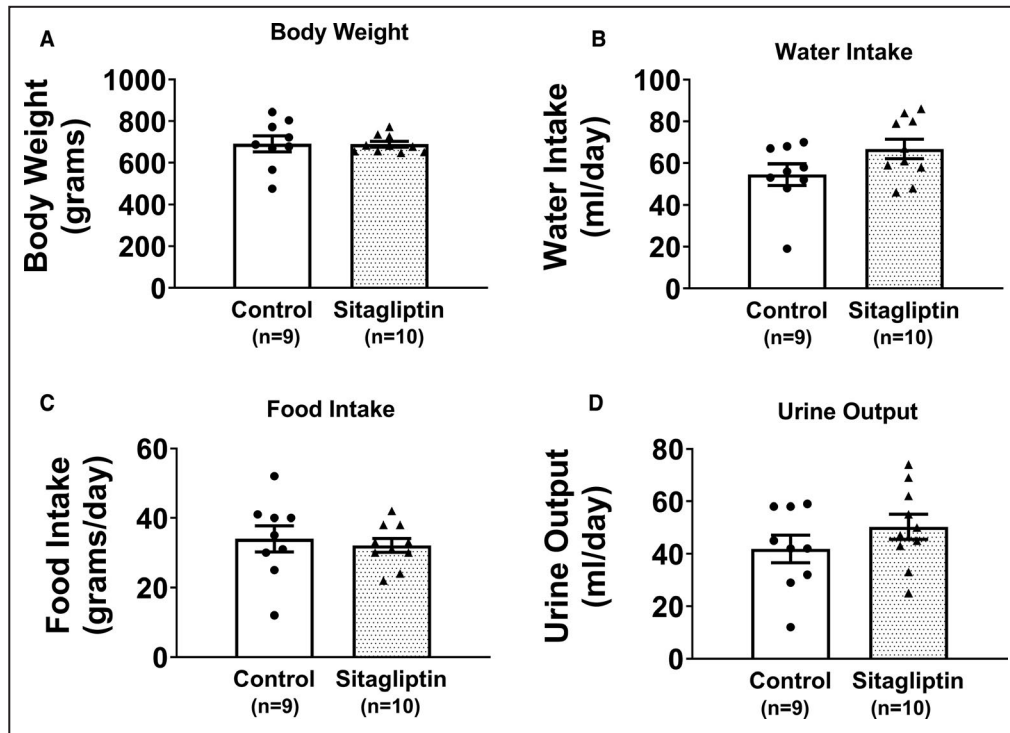 A
Body Weight
Body Weight
(grams)
1000
800
600
400
200
0
Control
(n=9)
Sitagliptin
(n=10)
B
Water Intake
Water Intake
(ml/day)
100
80
60
40
20
0
Control
(n=9)
Sitagliptin
(n=10)
C
Food Intake
Food Intake
(grams/day)
60
40
20
0
Control
(n=9)
Sitagliptin
(n=10)
D
Urine Output
Urine Output
(ml/day)
80
60
40
20
0
Control
(n=9)
Sitagliptin
(n=10)